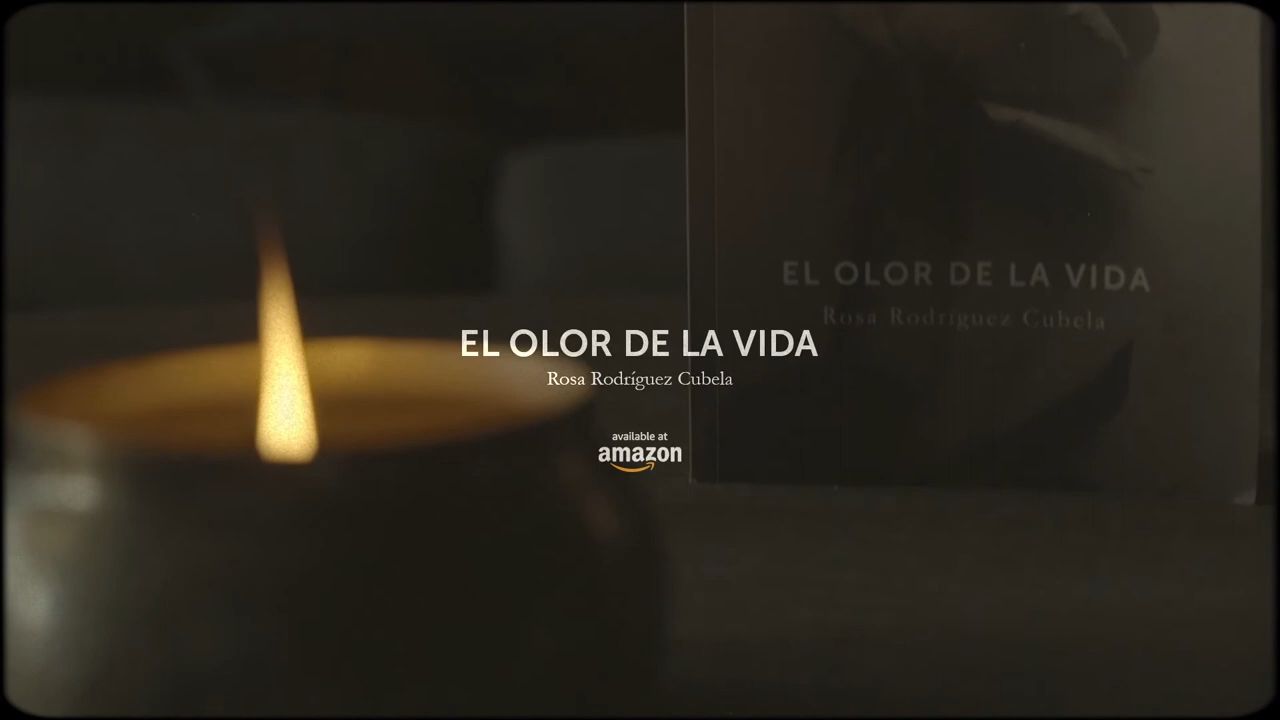 EL OLOR DE LA VIDA
Rosa Rodríguez Cubela
EL OLOR DE LA VIDA
Rosa Rodríguez Cubela
available at
amazon